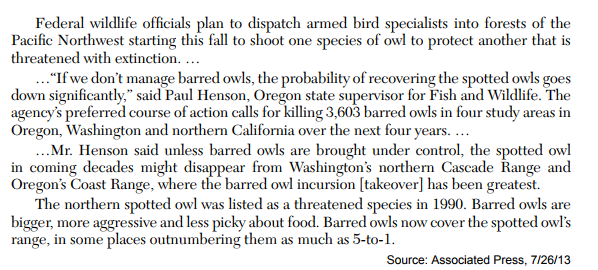 Federal wildlife officials plan to dispatch armed bird specialists into forests of the
Pacific Northwest starting this fall to shoot one species of owl to protect another that is
threatened with extinction. …
…“If we don’t manage barred owls, the probability of recovering the spotted owls goes
down significantly,” said Paul Henson, Oregon state supervisor for Fish and Wildlife. The
agency’s preferred course of action calls for killing 3,603 barred owls in four study areas in
Oregon, Washington and northern California over the next four years. …
…Mr. Henson said unless barred owls are brought under control, the spotted owl
in coming decades might disappear from Washington’s northern Cascade Range and
Oregon’s Coast Range, where the barred owl incursion [takeover] has been greatest.
The northern spotted owl was listed as a threatened species in 1990. Barred owls are
bigger, more aggressive and less picky about food. Barred owls now cover the spotted owl’s
range, in some places outnumbering them as much as 5-to-1.
Source: Associated Press, 7/26/13